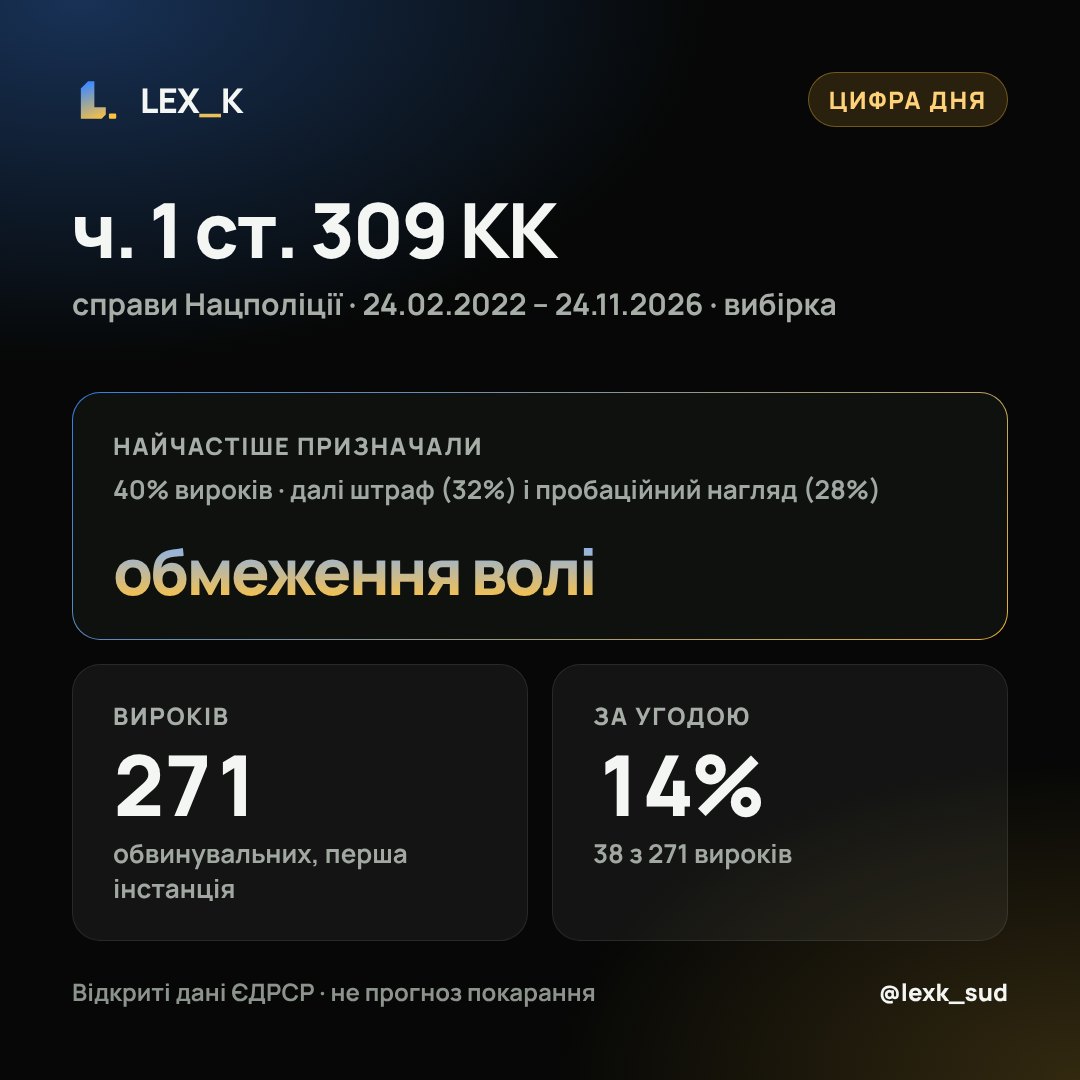 L. LEX_K
ЦИФРА ДНЯ
ч. 1 ст. 309 КК
справи Нацполіції · 24.02.2022 – 24.11.2026 · вибірка
НАЙЧАСТІШЕ ПРИЗНАЧАЛИ
40% вироків · далі штраф (32%) і пробаційний нагляд (28%)
обмеження волі
ВИРОКІВ
271
обвинувальних, перша
інстанція
ЗА УГОДОЮ
14%
38 з 271 вироків
Відкриті дані ЄДРСР · не прогноз покарання
@lexk_sud